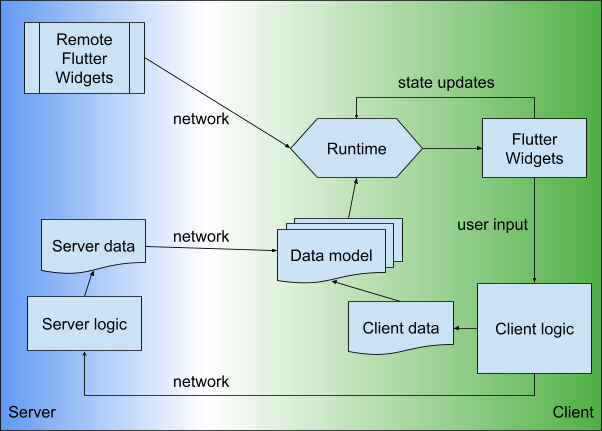 Remote
Flutter
Widgets
state updates
network
Runtime
Flutter
Widgets
user input
Server data
network
Data model
Server logic
Client data
Client logic
network
Server
Client